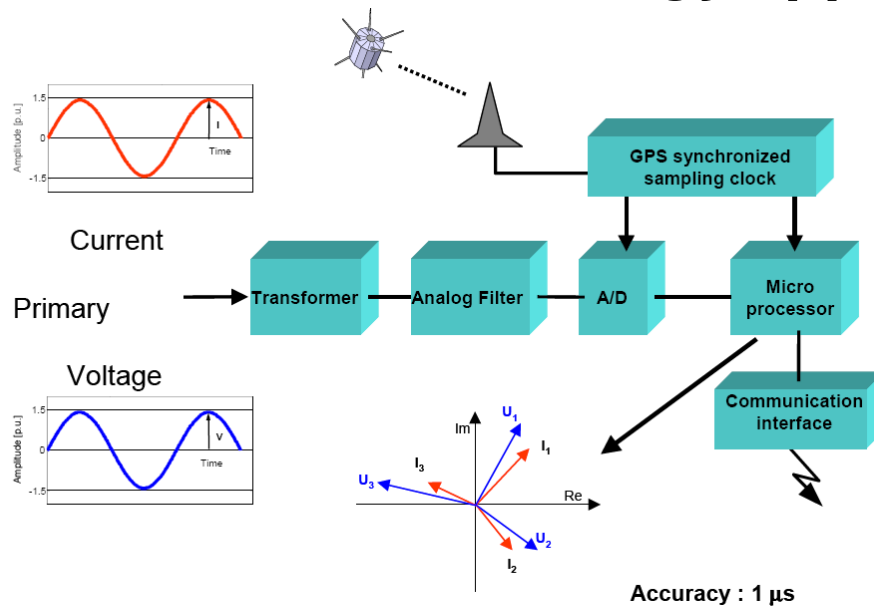 Amplitude [p.u.]
1.5
0
-1.5
I
Time
GPS synchronized
sampling clock
Current
Primary
Transformer
Analog Filter
A/D
Micro
processor
Voltage
Amplitude [p.u.]
1.5
0
-1.5
V
Time
Communication
interface
Im
U1
I1
I3
U3
Re
U2
I2
Accuracy : 1 μs